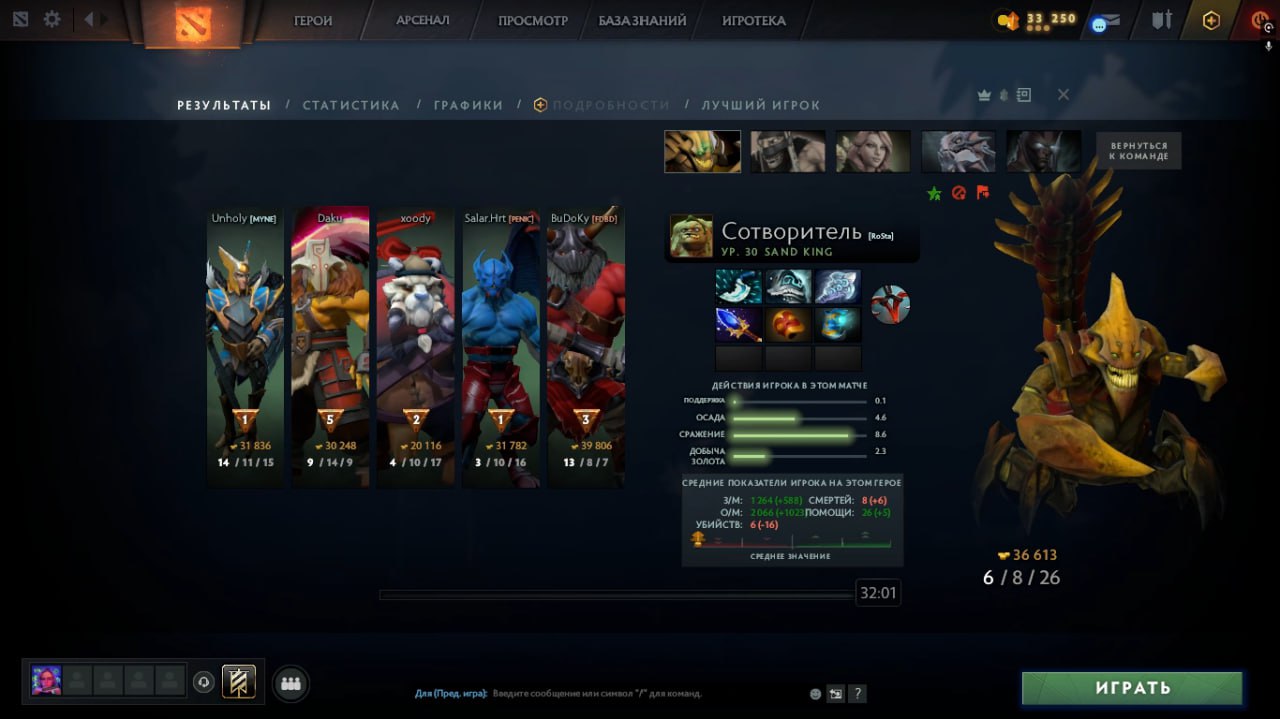 ГЕРОИ АРСЕНАЛ ПРОСМОТР БАЗА ЗНАНИЙ ИГРОТЕКА 33 250
РЕЗУЛЬТАТЫ / СТАТИСТИКА / ГРАФИКИ / ПОДРОБНОСТИ / ЛУЧШИЙ ИГРОК
ВЕРНУТЬСЯ
К КОМАНДЕ
Unholy [MYNE] Daku xoody Salar.Hrt [PENIC] BuDoKy [FDBD]
1 5 2 1 3
31 836 30 248 20 116 31 782 39 806
14 / 11 / 15 9 / 14 / 9 4 / 10 / 17 3 / 10 / 16 13 / 8 / 7
Сотворитель [RoSta]
УР. 30 SAND KING
ДЕЙСТВИЯ ИГРОКА В ЭТОМ МАТЧЕ
ПОДДЕРЖКА 0.1
ОСАДА 4.6
СРАЖЕНИЕ 8.6
ДОБЫЧА ЗОЛОТА 2.3
СРЕДНИЕ ПОКАЗАТЕЛИ ИГРОКА НА ЭТОМ ГЕРОЕ
З/М: 1 264 (+588) СМЕРТЕЙ: 8 (+6)
О/М: 2 066 (+1023) ПОМОЩИ: 26 (+5)
УБИЙСТВ: 6 (-16)
СРЕДНЕЕ ЗНАЧЕНИЕ
36 613
6 / 8 / 26
32:01
Для (Пред. игра): Введите сообщение или символ "/" для команд.
?
ИГРАТЬ